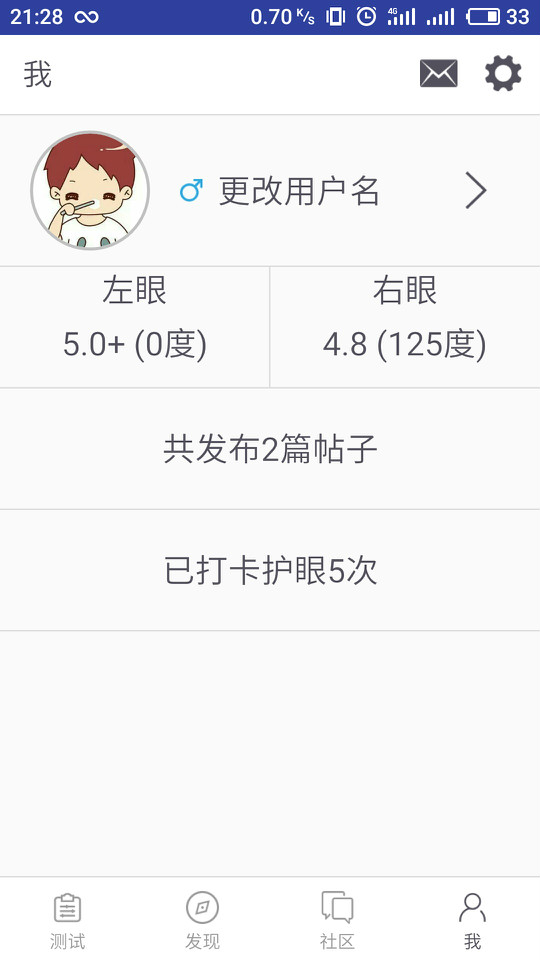 21:28 0.70 K/s 4G 33
我
更改用户名
左眼 右眼
5.0+ (0度) 4.8 (125度)
共发布2篇帖子
已打卡护眼5次
测试 发现 社区 我